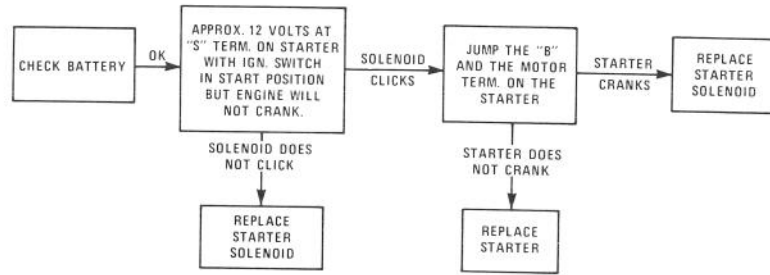 CHECK BATTERY
OK
APPROX. 12 VOLTS AT
"S" TERM. ON STARTER
WITH IGN. SWITCH
IN START POSITION
BUT ENGINE WILL
NOT CRANK.
SOLENOID
CLICKS
JUMP THE "B"
AND THE MOTOR
TERM. ON THE
STARTER
STARTER
CRANKS
REPLACE
STARTER
SOLENOID
SOLENOID DOES
NOT CLICK
STARTER DOES
NOT CRANK
REPLACE
STARTER
SOLENOID
REPLACE
STARTER